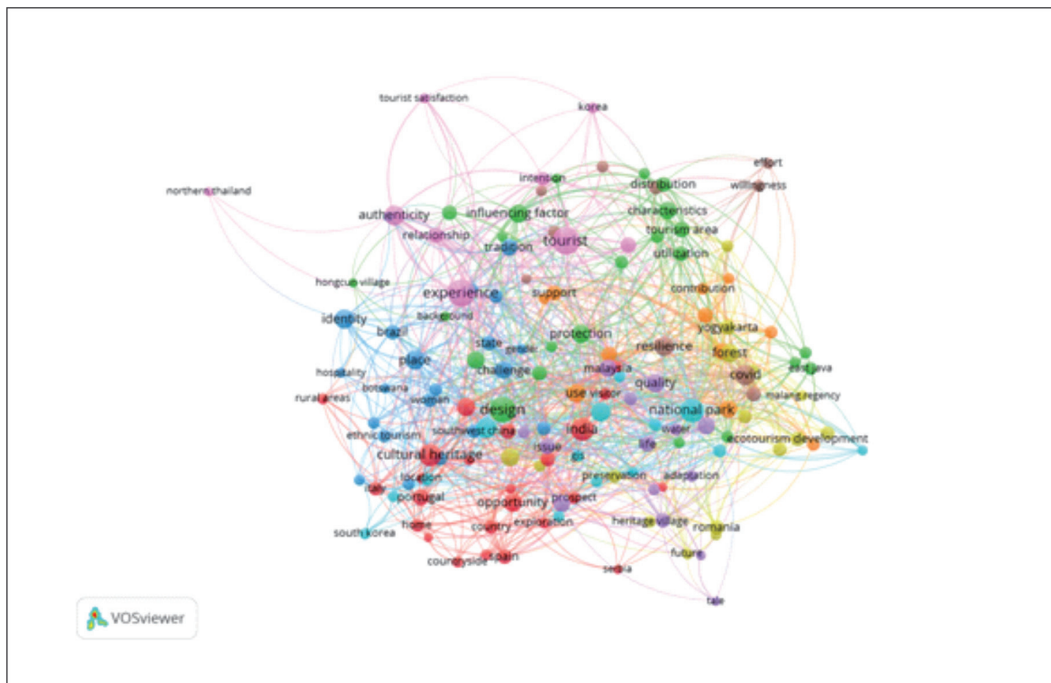 tourist satisfaction
korea
effort
willingness
northern thailand
intention
distribution
authenticity
influencing factor
characteristics
relationship
tourist
tourism area
tradition
utilization
hongcun village
experience
support
contribution
identity
background
brazil
protection
yogyakarta
state
gender
resilience
forest
place
challenge
malaysia
covid
east java
hospitality
quality
botswana
rural areas
woman
use
visitor
malang regency
design
national park
southwest china
india
water
ethnic tourism
issue
life
ecotourism development
cultural heritage
gis
location
preservation
adaptation
italy
portugal
opportunity
prospect
home
country
exploration
heritage village
romania
south korea
countryside
spain
serbia
future
tale
VOSviewer